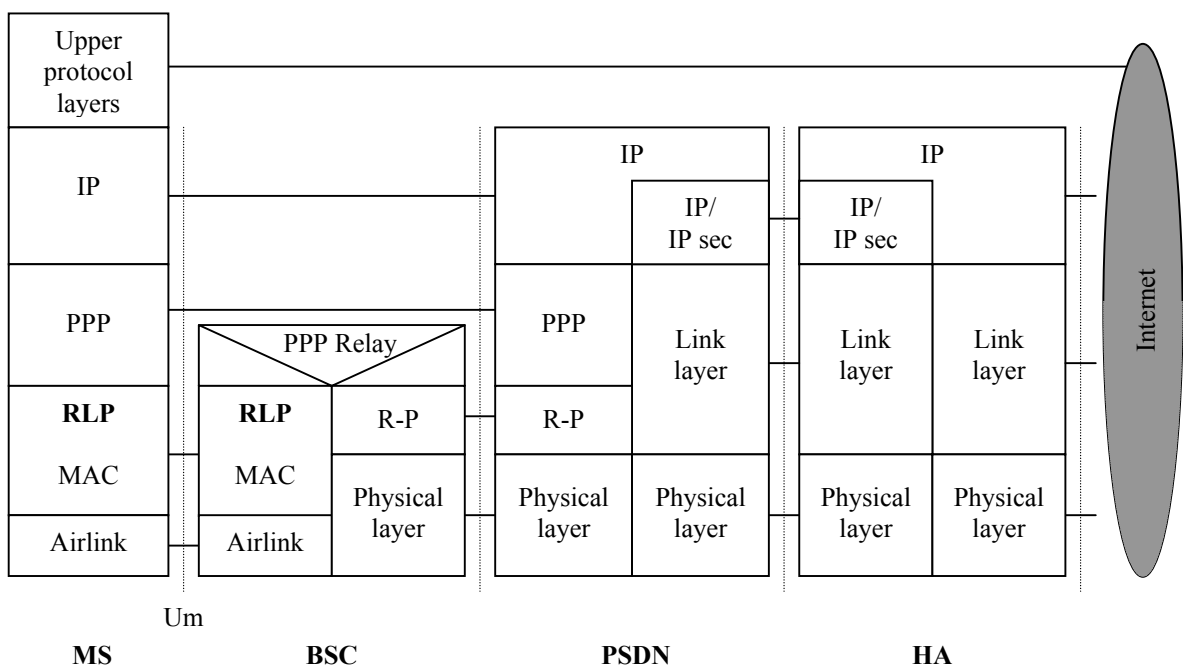 Upper
protocol
layers
IP
PPP
RLP
MAC
Airlink
PPP Relay
RLP
MAC
Airlink
R-P
Physical
layer
IP
IP/
IP sec
PPP
R-P
Link
layer
Physical
layer
Physical
layer
IP
IP/
IP sec
Link
layer
Link
layer
Physical
layer
Physical
layer
Internet
Um
MS
BSC
PSDN
HA